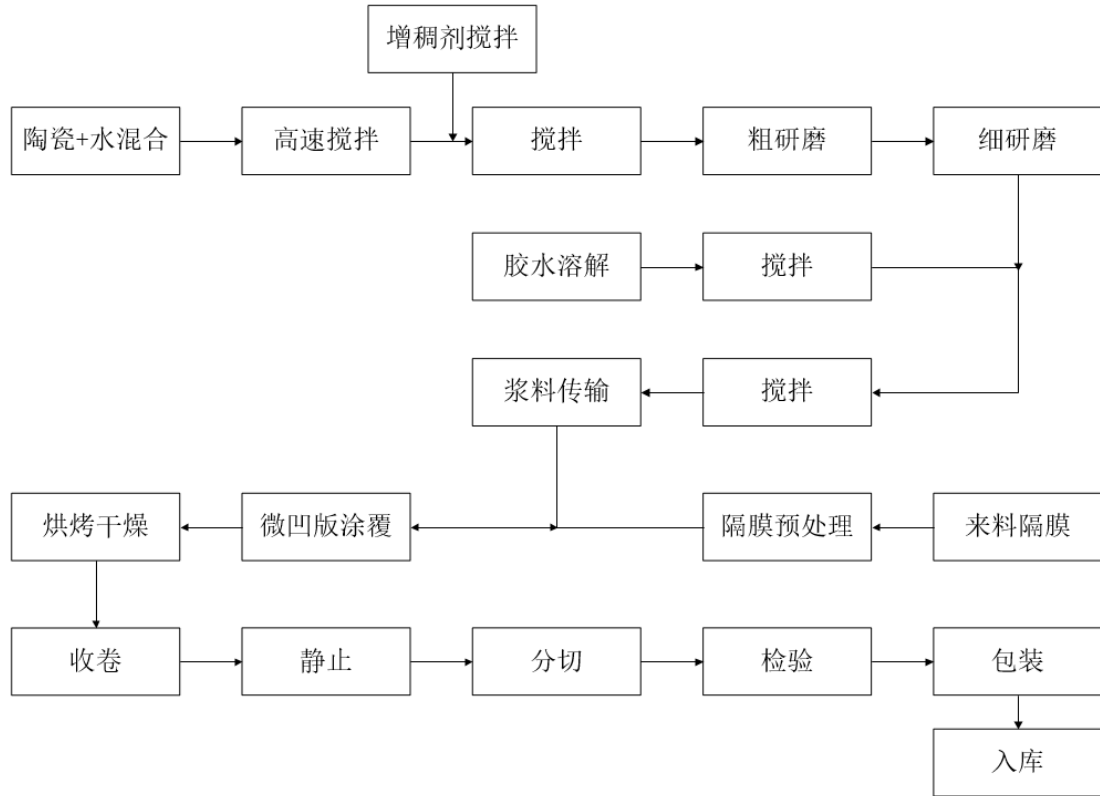 增稠剂搅拌
陶瓷+水混合
高速搅拌
搅拌
粗研磨
细研磨
胶水溶解
搅拌
浆料传输
搅拌
烘烤干燥
微凹版涂覆
隔膜预处理
来料隔膜
收卷
静止
分切
检验
包装
入库